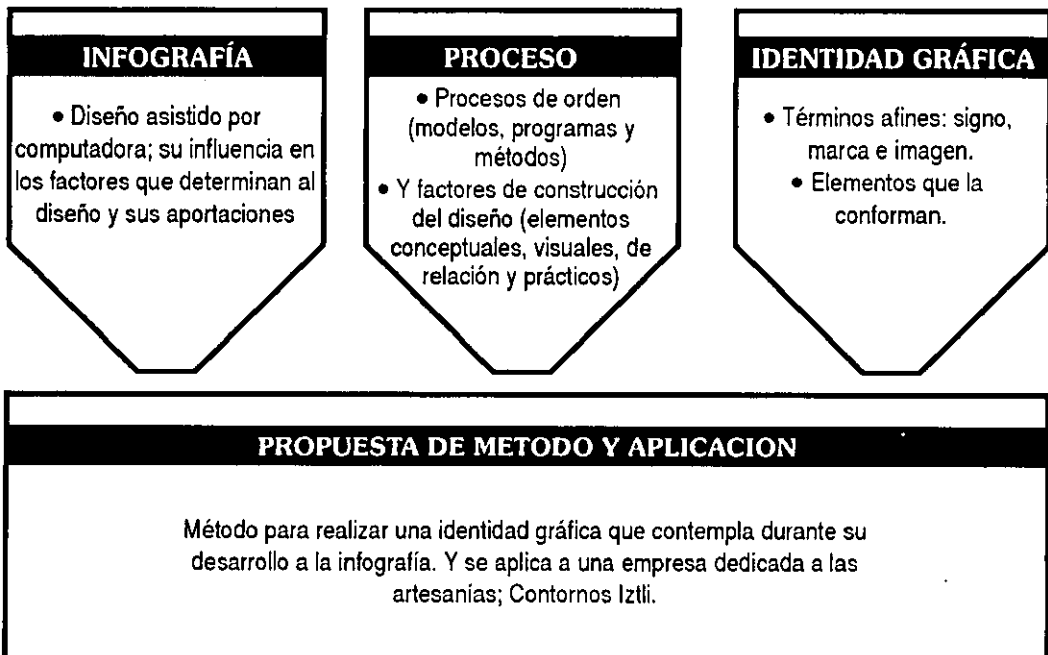 INFOGRAFÍA
• Diseño asistido por
computadora; su influencia en
los factores que determinan al
diseño y sus aportaciones
PROCESO
• Procesos de orden
(modelos, programas y
métodos)
• Y factores de construcción
del diseño (elementos
conceptuales, visuales, de
relación y prácticos)
IDENTIDAD GRÁFICA
• Términos afines: signo,
marca e imagen.
• Elementos que la
conforman.
PROPUESTA DE METODO Y APLICACION
Método para realizar una identidad gráfica que contempla durante su
desarrollo a la infografía. Y se aplica a una empresa dedicada a las
artesanías; Contornos Iztli.